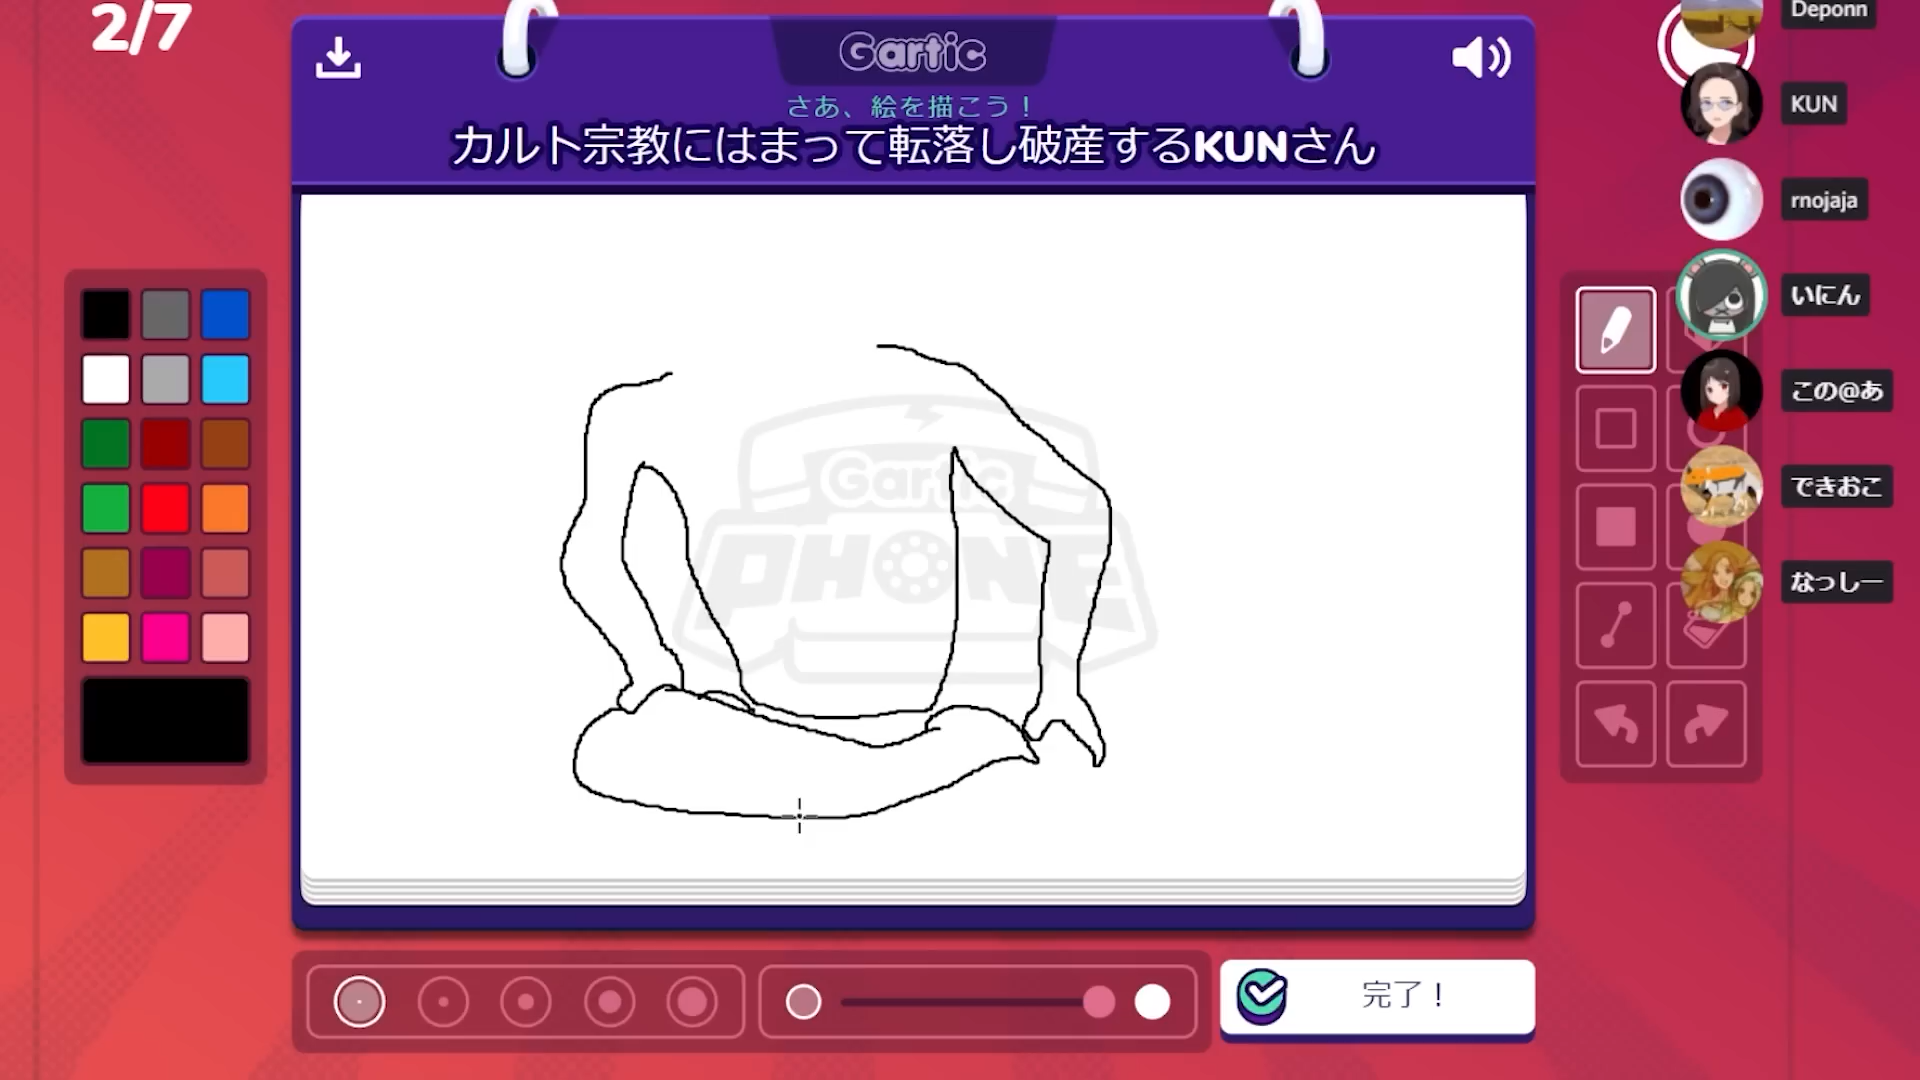 2/7
Gartic
さあ、絵を描こう！
カルト宗教にはまって転落し破産するKUNさん
Gartic
PHONE
Deponn
KUN
rnojaja
いにん
この@あ
できおこ
なっしー
完了！